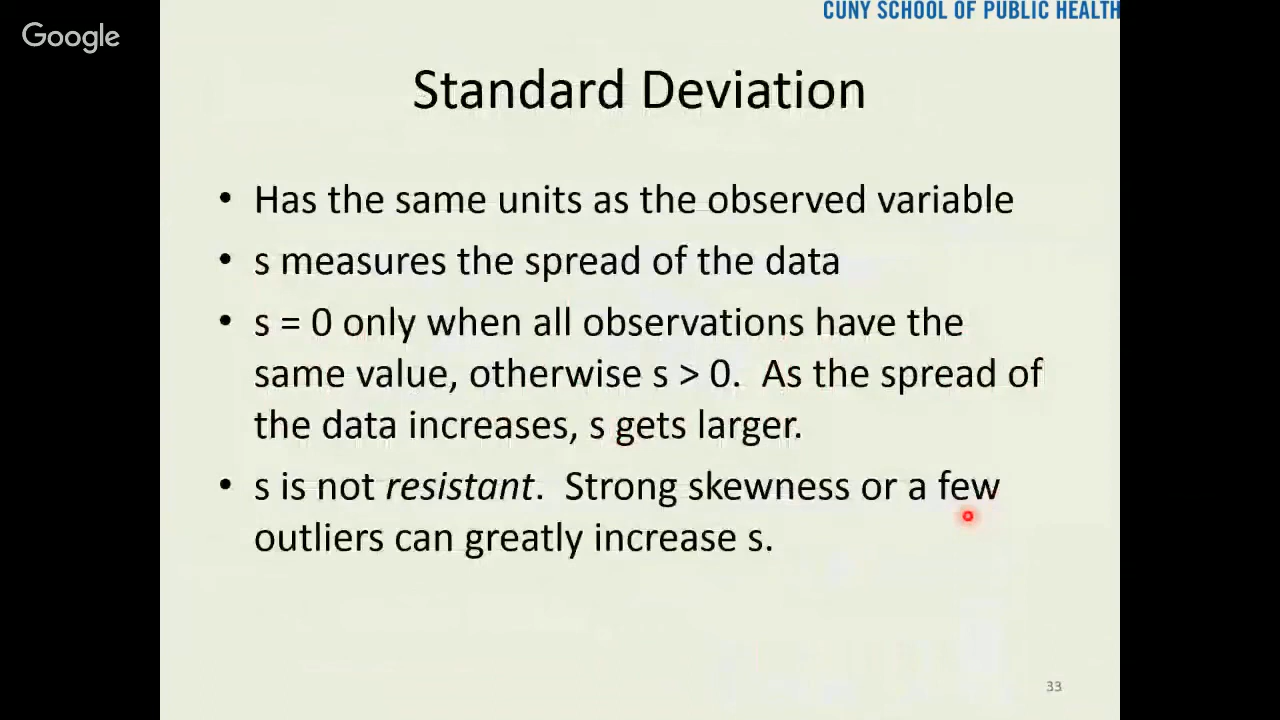 Google
CUNY SCHOOL OF PUBLIC HEALTH
Standard Deviation
• Has the same units as the observed variable
• s measures the spread of the data
• s = 0 only when all observations have the
same value, otherwise s > 0.  As the spread of
the data increases, s gets larger.
• s is not resistant.  Strong skewness or a few
outliers can greatly increase s.
33